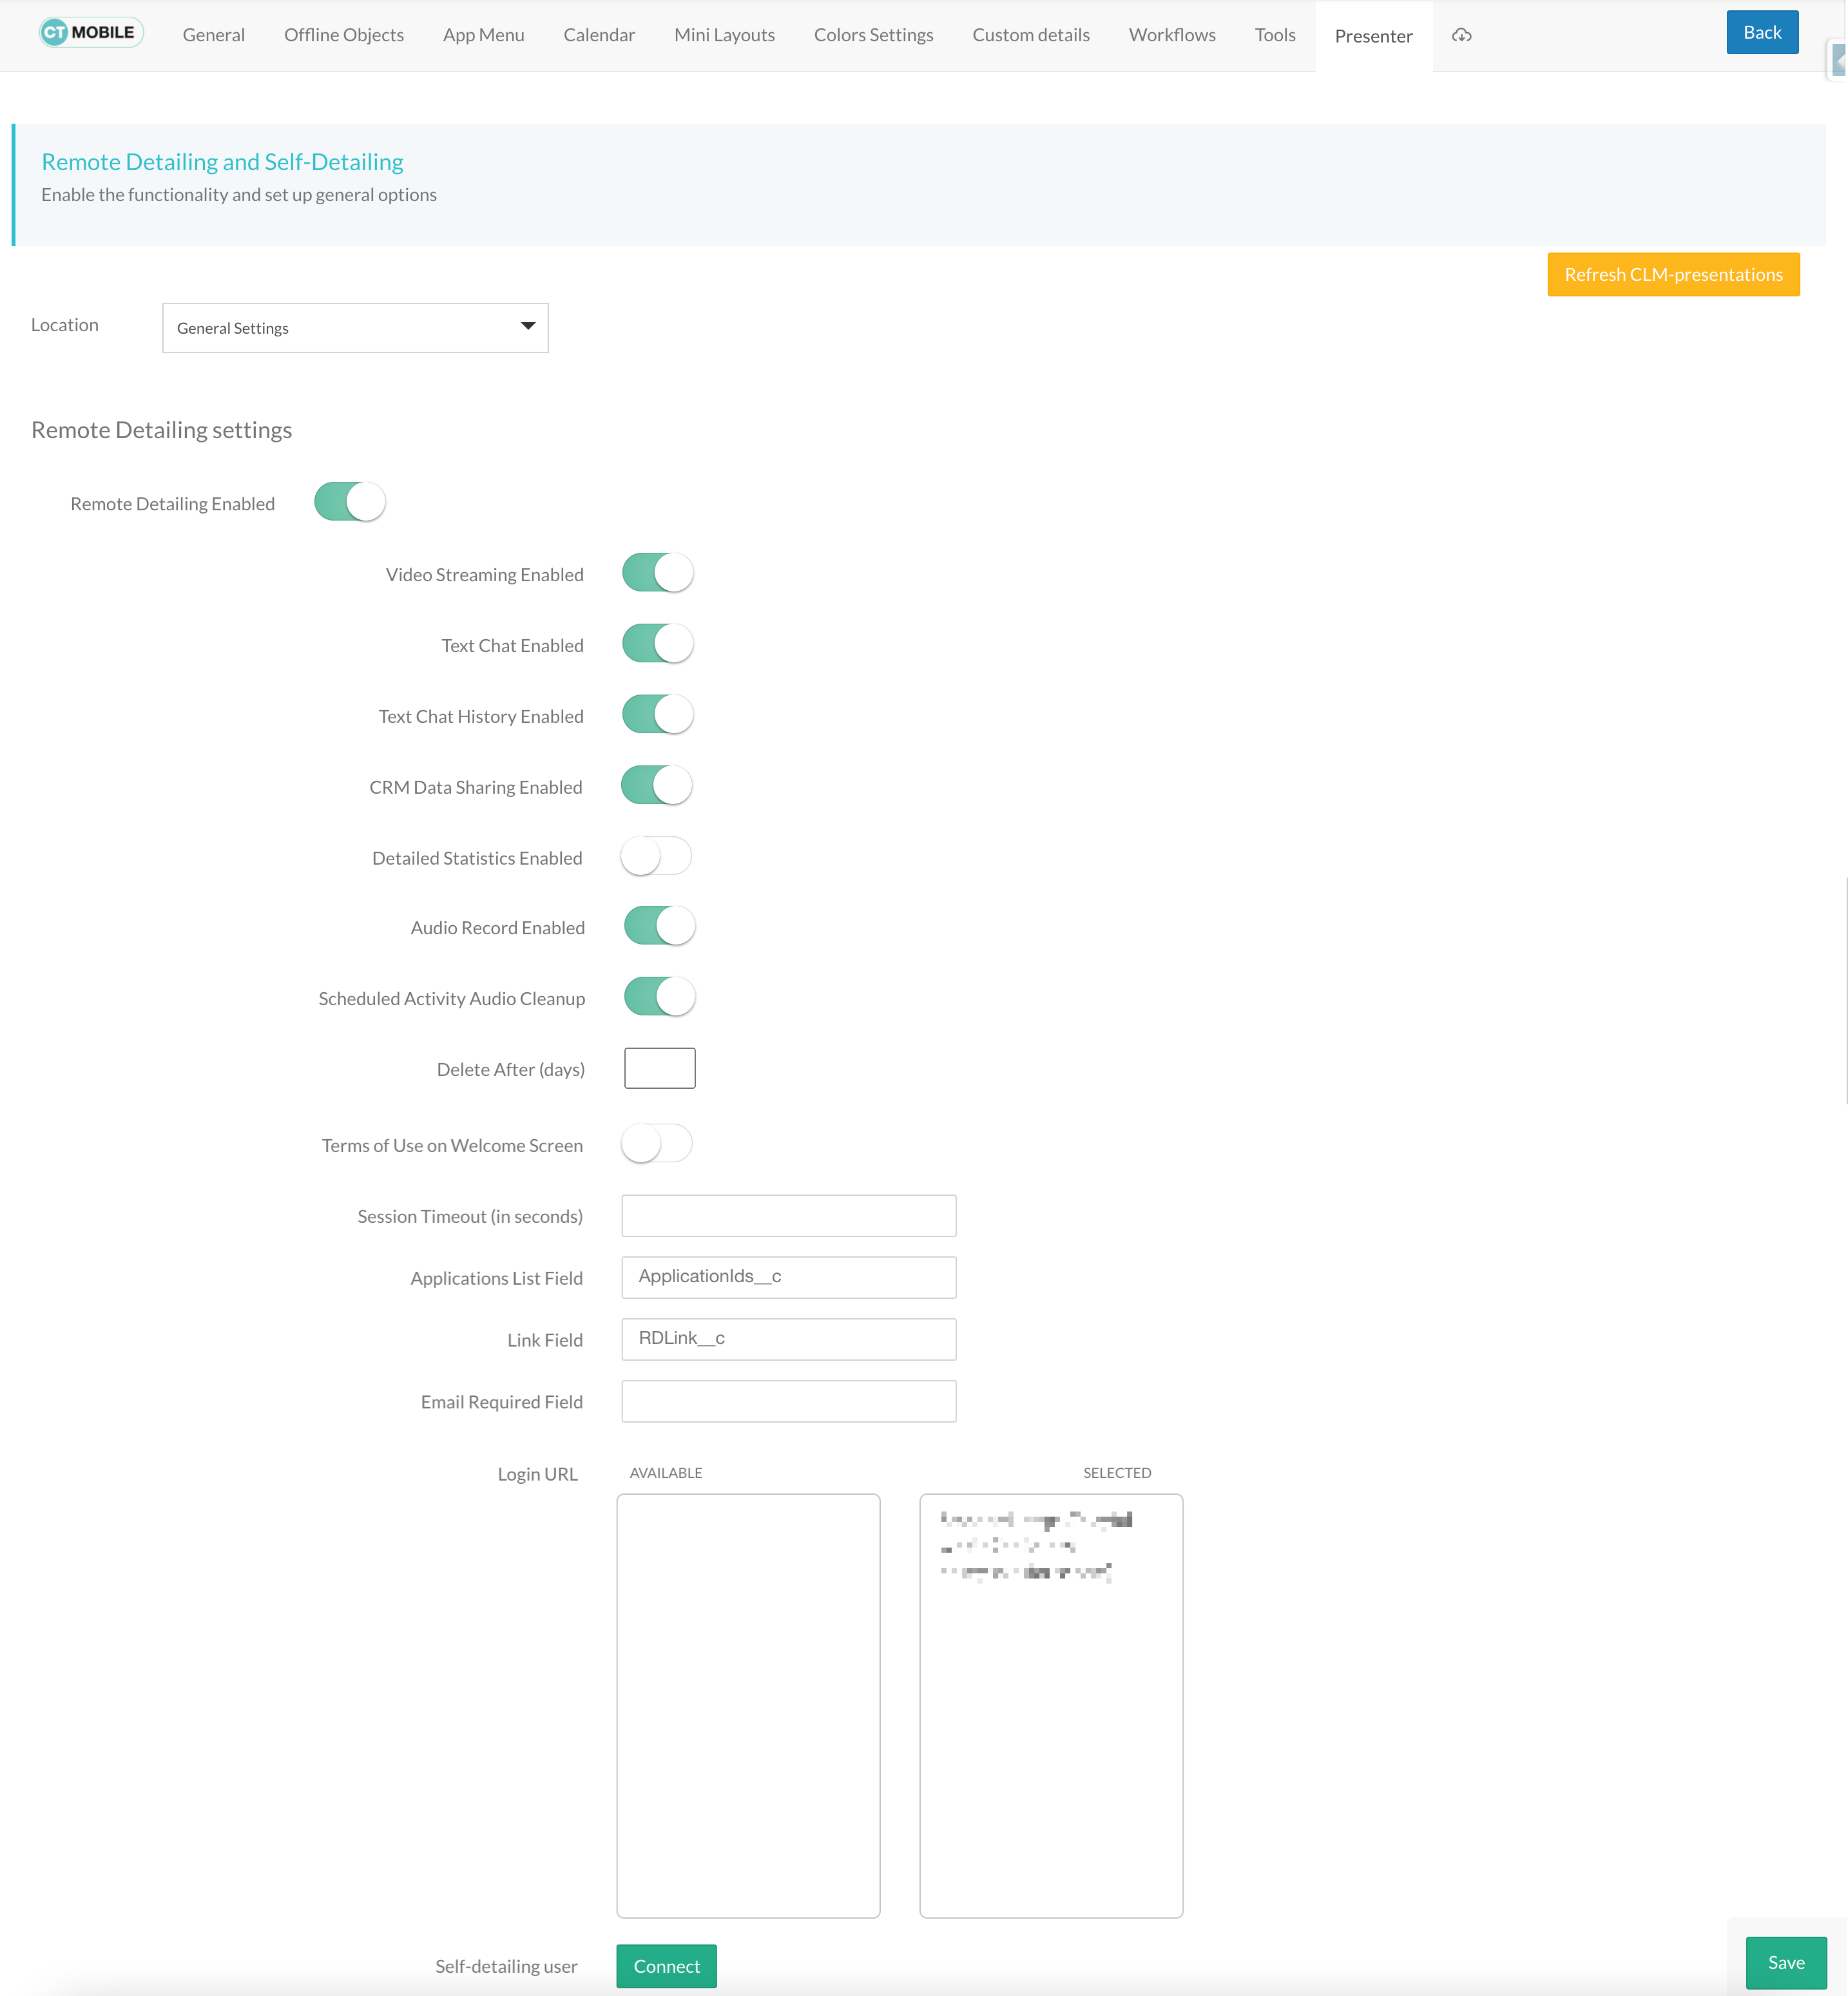 CT MOBILE General Offline Objects App Menu Calendar Mini Layouts Colors Settings Custom details Workflows Tools Presenter Back
Remote Detailing and Self-Detailing
Enable the functionality and set up general options
Refresh CLM-presentations
Location General Settings
Remote Detailing settings
Remote Detailing Enabled
Video Streaming Enabled
Text Chat Enabled
Text Chat History Enabled
CRM Data Sharing Enabled
Detailed Statistics Enabled
Audio Record Enabled
Scheduled Activity Audio Cleanup
Delete After (days)
Terms of Use on Welcome Screen
Session Timeout (in seconds)
Applications List Field ApplicationIds__c
Link Field RDLink__c
Email Required Field
Login URL AVAILABLE SELECTED
Self-detailing user Connect Save